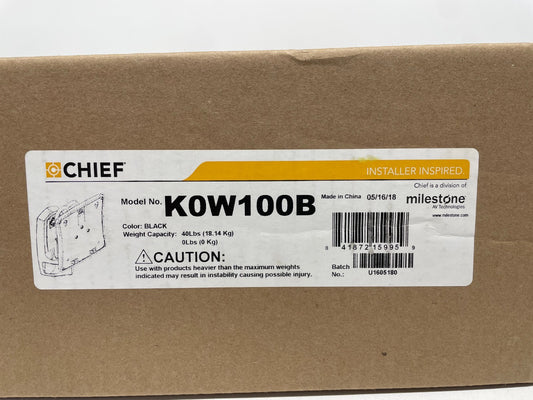 CHIEF
INSTALLER INSPIRED.
Chief is a division of
milestone
AV Technologies
www.milestone.com
Model No. K0W100B
Made in China 05/16/18
Color: BLACK
Weight Capacity: 40Lbs (18.14 Kg)
0Lbs (0 Kg)
CAUTION:
Use with products heavier than the maximum weights
indicated may result in instability causing possible injury.
8 41872 15995 9
Batch
No.: U1605180